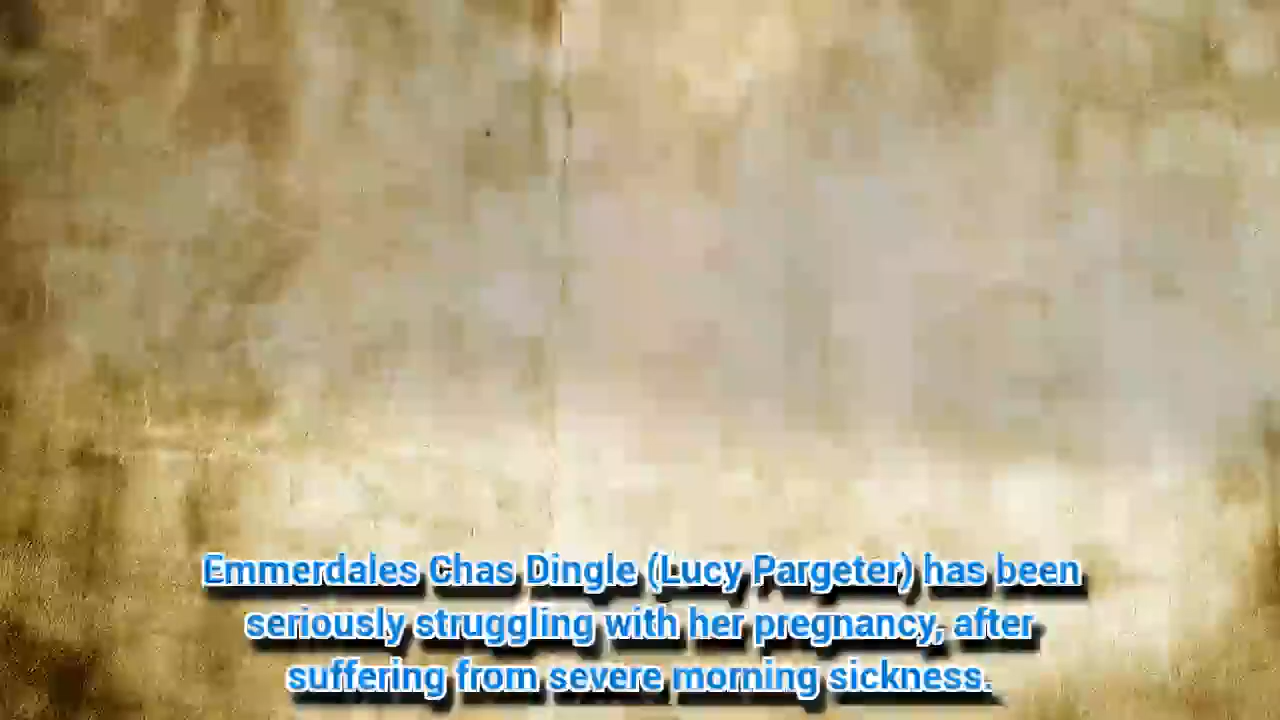 Emmerdales Chas Dingle (Lucy Pargeter) has been
seriously struggling with her pregnancy, after
suffering from severe morning sickness.